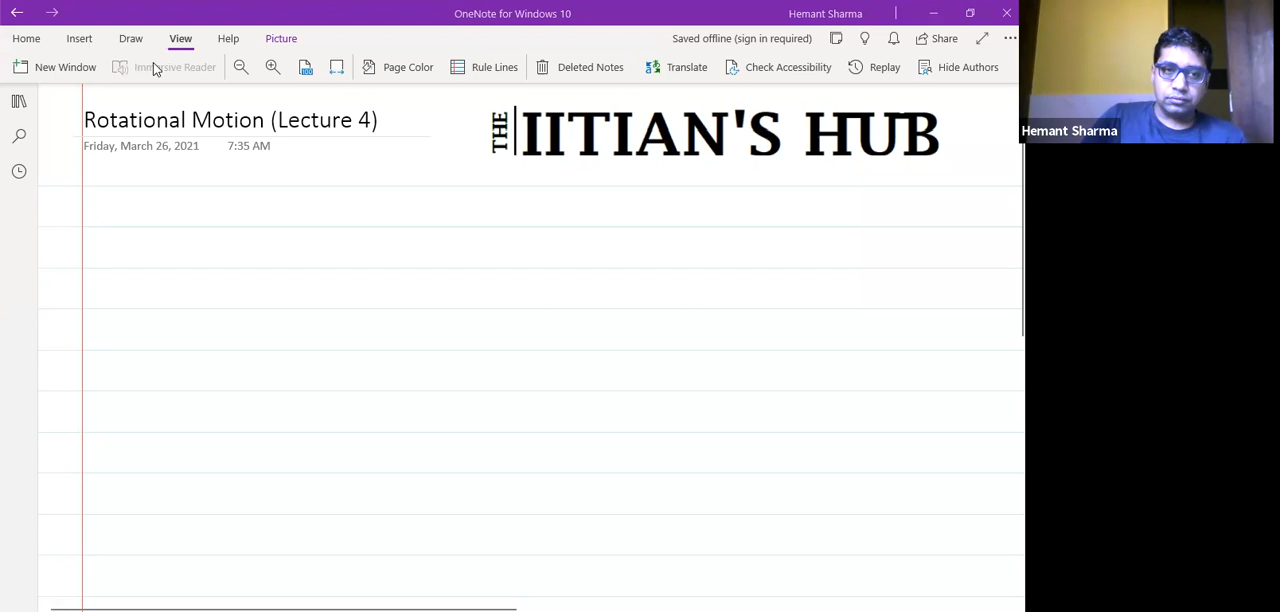 OneNote for Windows 10
Hemant Sharma
Home Insert Draw View Help Picture
Saved offline (sign in required) Share
New Window Immersive Reader 100 Page Color Rule Lines Deleted Notes Translate Check Accessibility Replay Hide Authors
Hemant Sharma
Rotational Motion (Lecture 4)
Friday, March 26, 2021 7:35 AM
THE IITIAN'S HUB